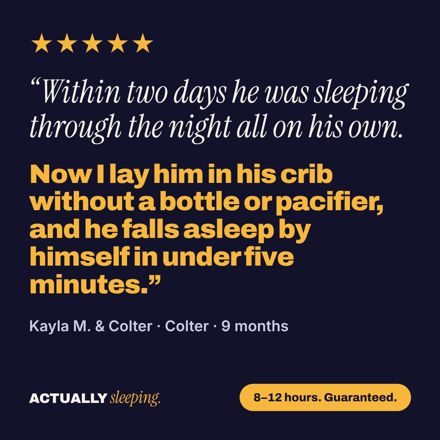 “Within two days he was sleeping
through the night all on his own.
Now I lay him in his crib
without a bottle or pacifier,
and he falls asleep by
himself in under five
minutes.”
Kayla M. & Colter · Colter · 9 months
ACTUALLY sleeping.
8–12 hours. Guaranteed.